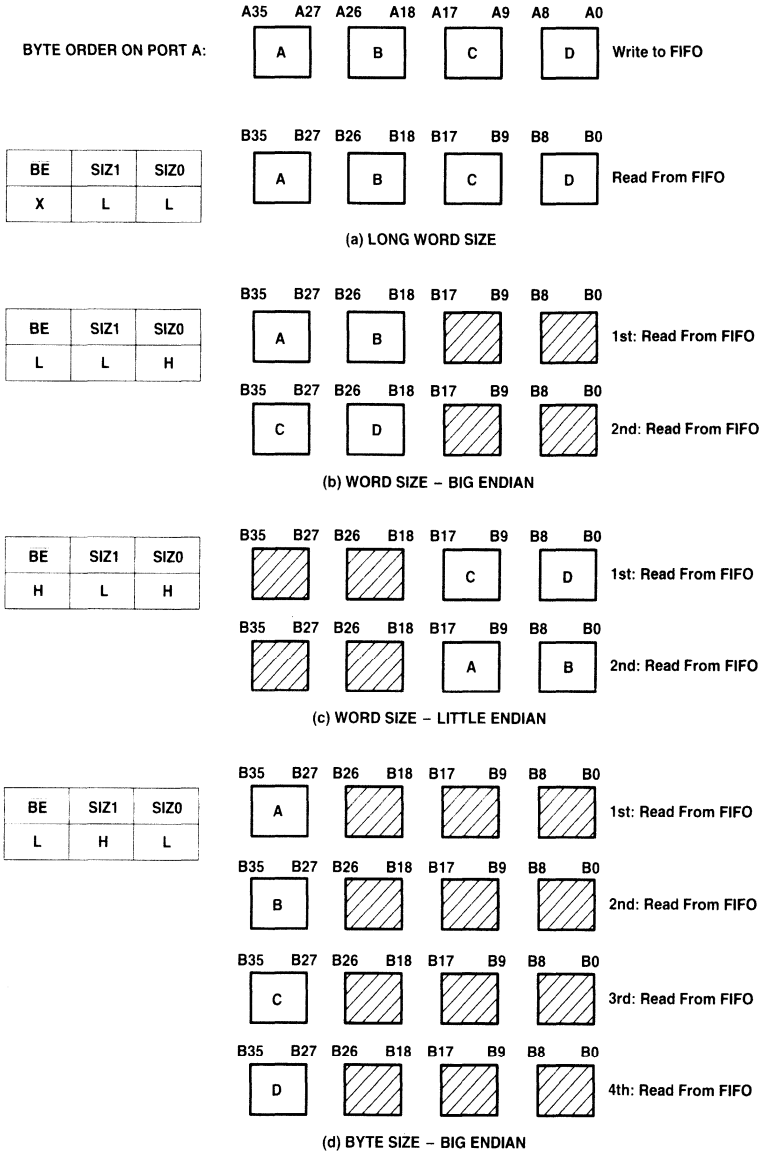 A35 A27 A26 A18 A17 A9 A8 A0
BYTE ORDER ON PORT A: A B C D Write to FIFO
B35 B27 B26 B18 B17 B9 B8 B0
BE SIZ1 SIZ0
A B C D Read From FIFO
X L L
(a) LONG WORD SIZE
B35 B27 B26 B18 B17 B9 B8 B0
BE SIZ1 SIZ0
A B 1st: Read From FIFO
L L H
B35 B27 B26 B18 B17 B9 B8 B0
C D 2nd: Read From FIFO
(b) WORD SIZE – BIG ENDIAN
B35 B27 B26 B18 B17 B9 B8 B0
BE SIZ1 SIZ0
C D 1st: Read From FIFO
H L H
B35 B27 B26 B18 B17 B9 B8 B0
A B 2nd: Read From FIFO
(c) WORD SIZE – LITTLE ENDIAN
B35 B27 B26 B18 B17 B9 B8 B0
BE SIZ1 SIZ0
A 1st: Read From FIFO
L H L
B35 B27 B26 B18 B17 B9 B8 B0
B 2nd: Read From FIFO
B35 B27 B26 B18 B17 B9 B8 B0
C 3rd: Read From FIFO
B35 B27 B26 B18 B17 B9 B8 B0
D 4th: Read From FIFO
(d) BYTE SIZE – BIG ENDIAN